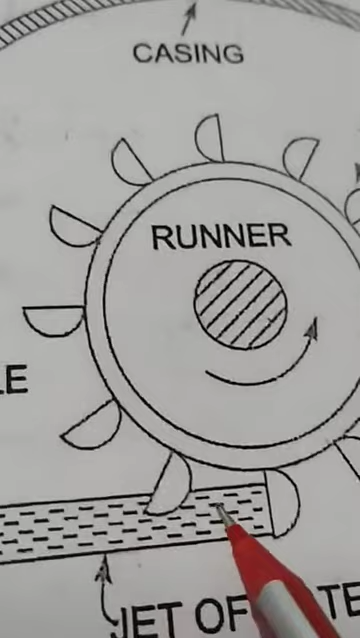 CASING
RUNNER
LE
JET OF
TE